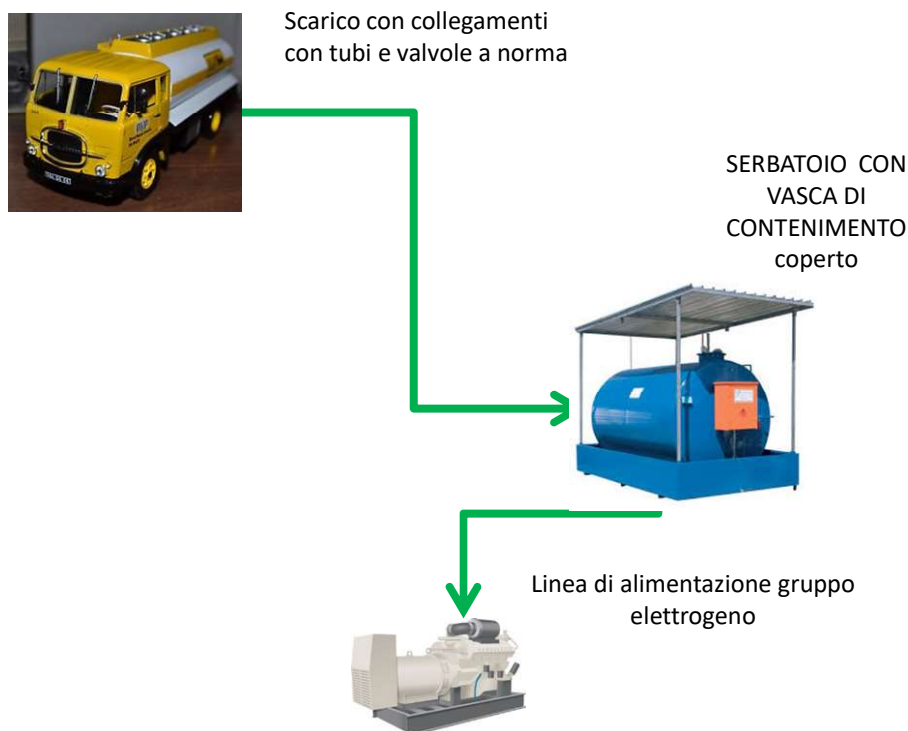 Scarico con collegamenti
con tubi e valvole a norma
SERBATOIO CON
VASCA DI
CONTENIMENTO
coperto
Linea di alimentazione gruppo
elettrogeno